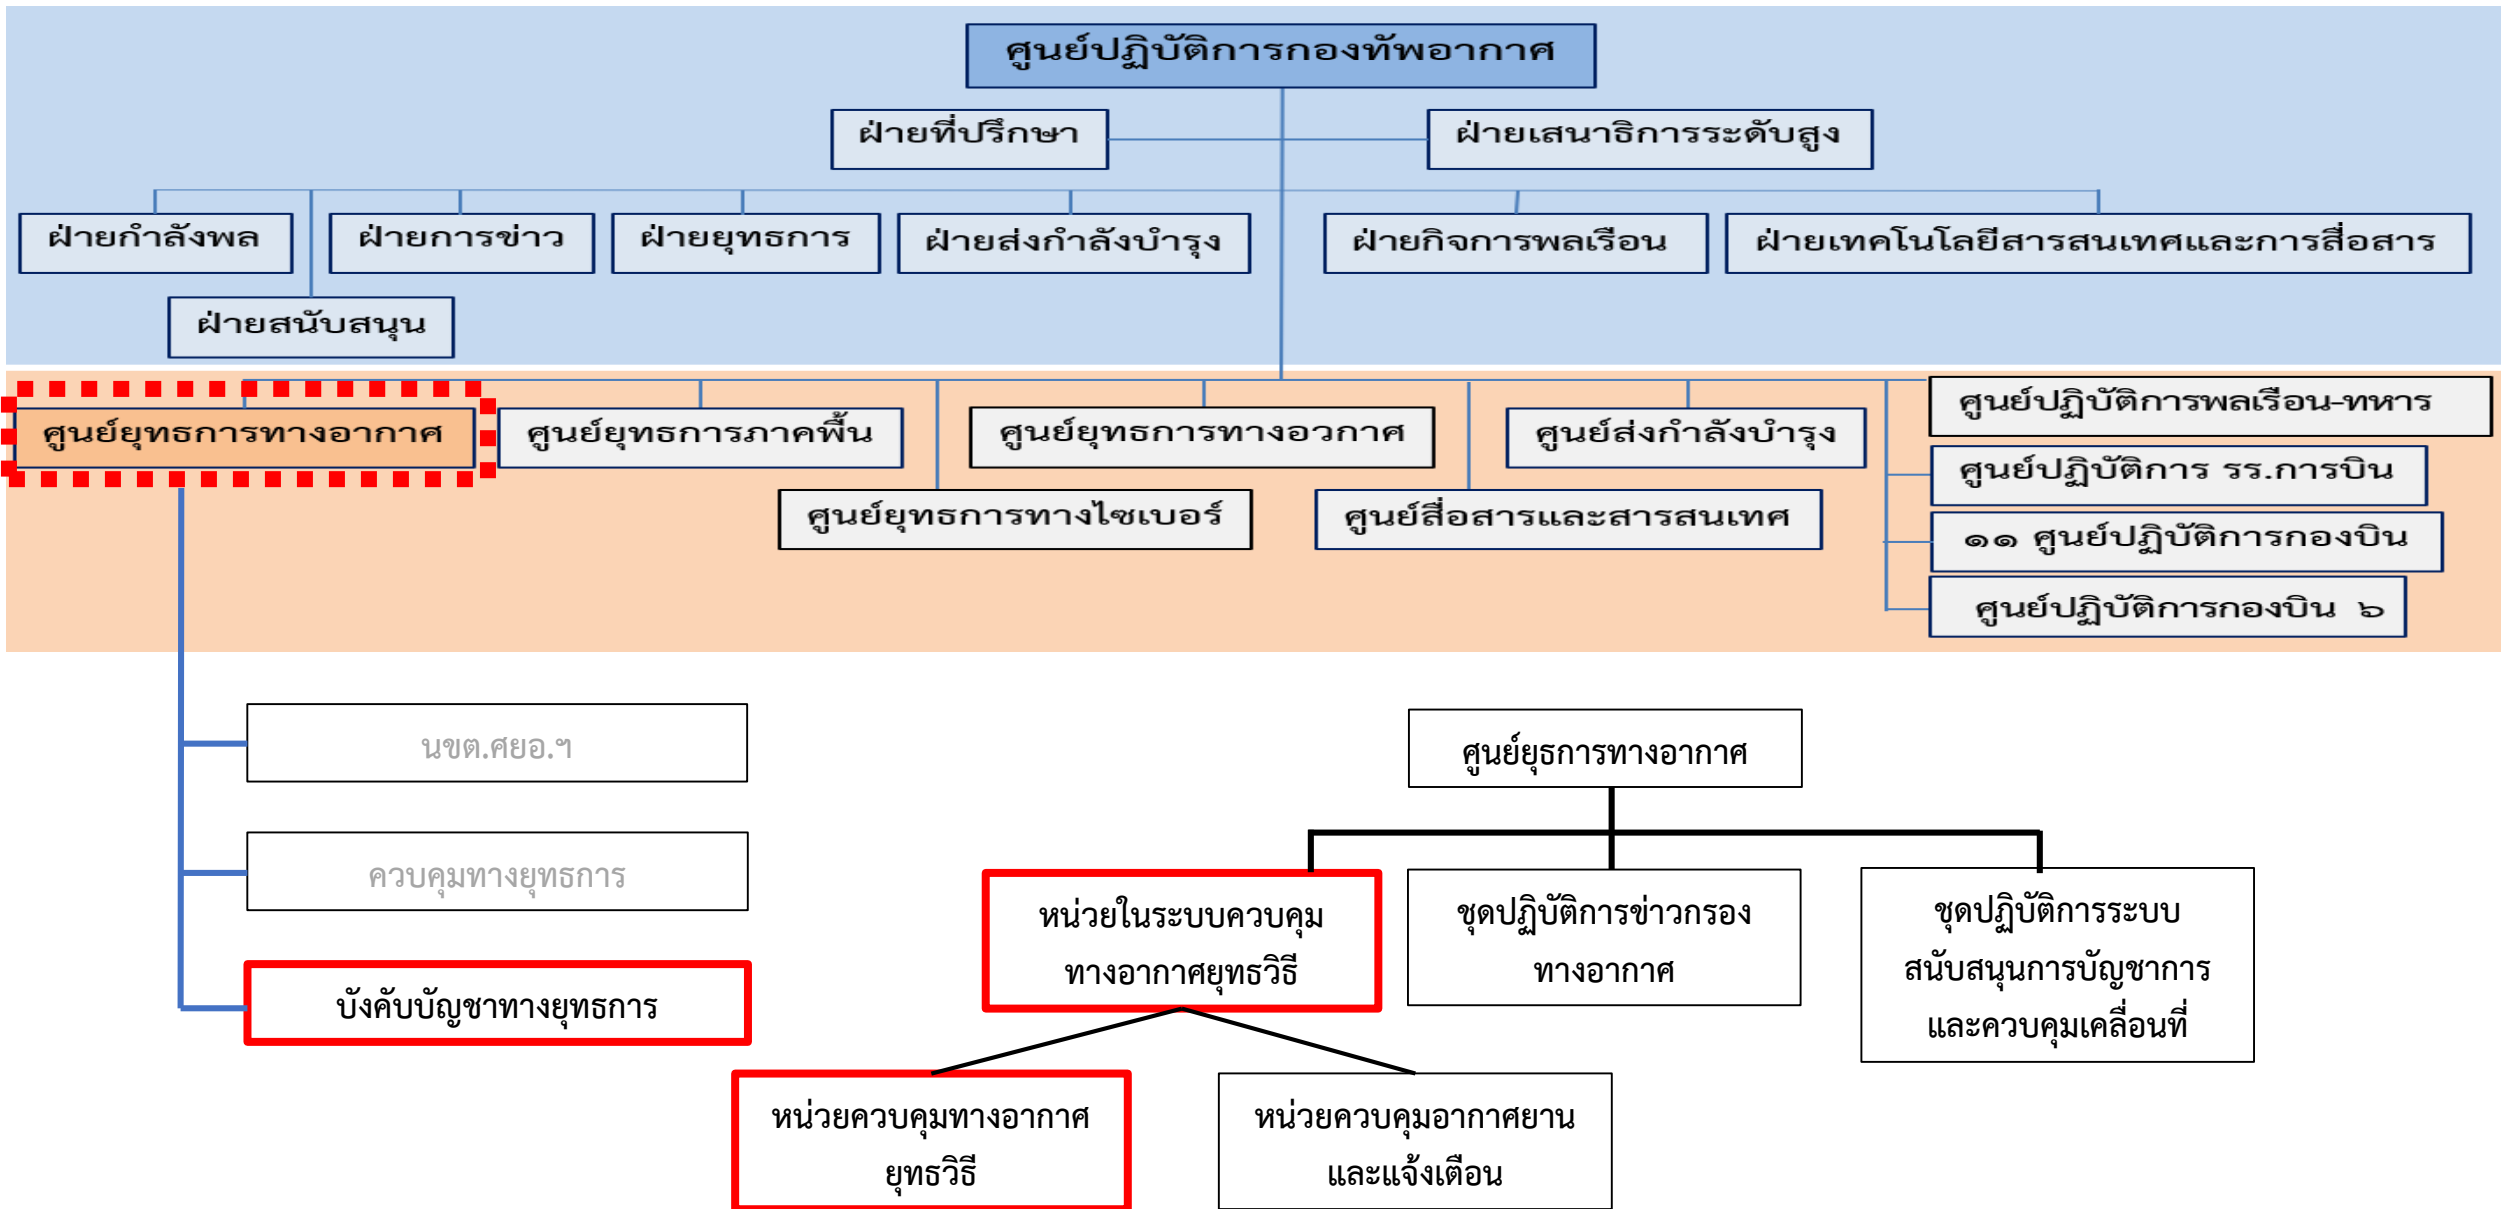 ศูนย์ปฏิบัติการกองทัพอากาศ
ฝ่ายที่ปรึกษา
ฝ่ายเสนาธิการระดับสูง
ฝ่ายกำลังพล
ฝ่ายการข่าว
ฝ่ายยุทธการ
ฝ่ายส่งกำลังบำรุง
ฝ่ายกิจการพลเรือน
ฝ่ายเทคโนโลยีสารสนเทศและการสื่อสาร
ฝ่ายสนับสนุน
ศูนย์ยุทธการทางอากาศ
ศูนย์ยุทธการภาคพื้น
ศูนย์ยุทธการทางอวกาศ
ศูนย์ส่งกำลังบำรุง
ศูนย์ปฏิบัติการพลเรือน-ทหาร
ศูนย์ปฏิบัติการ รร.การบิน
ศูนย์ยุทธการทางไซเบอร์
ศูนย์สื่อสารและสารสนเทศ
๑๑ ศูนย์ปฏิบัติการกองบิน
ศูนย์ปฏิบัติการกองบิน ๖
นขต.ศยอ.ฯ
ควบคุมทางยุทธการ
บังคับบัญชาทางยุทธการ
ศูนย์ยุธการทางอากาศ
หน่วยในระบบควบคุม
ทางอากาศยุทธวิธี
ชุดปฏิบัติการข่าวกรอง
ทางอากาศ
ชุดปฏิบัติการระบบ
สนับสนุนการบัญชาการ
และควบคุมเคลื่อนที่
หน่วยควบคุมทางอากาศ
ยุทธวิธี
หน่วยควบคุมอากาศยาน
และแจ้งเตือน